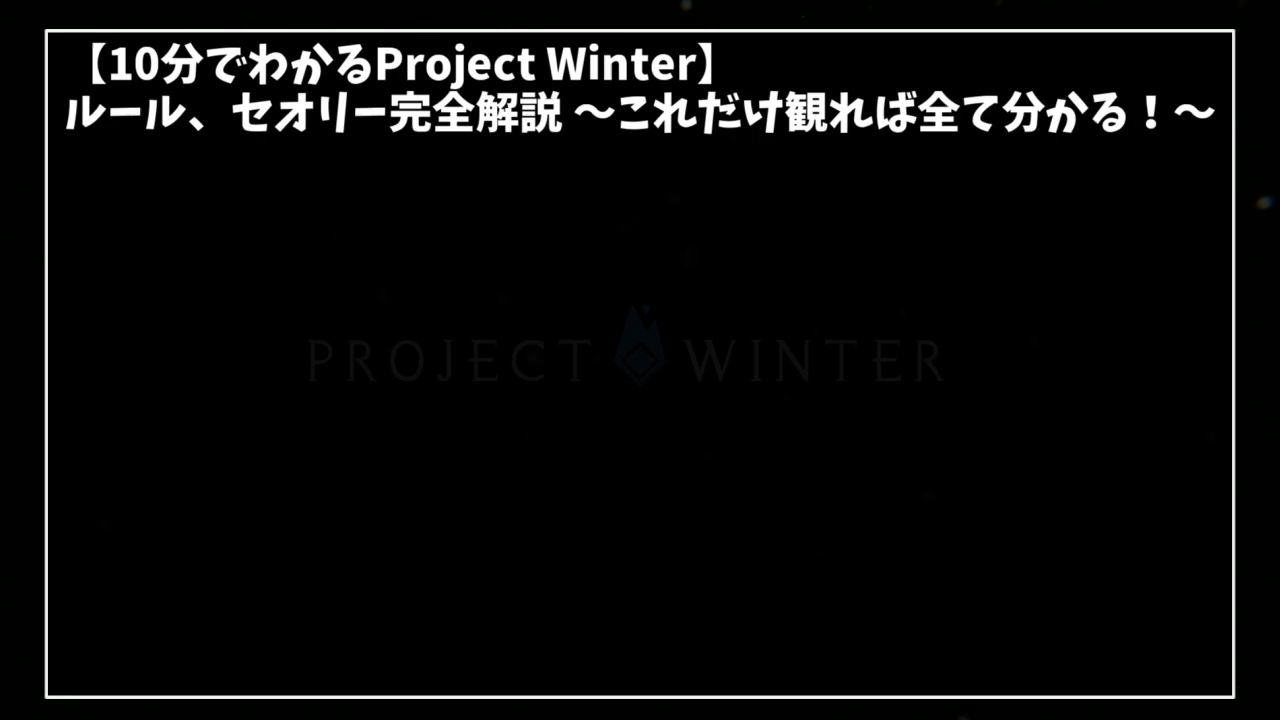 【10分でわかるProject Winter】
ルール、セオリー完全解説 ～これだけ観れば全て分かる！～
PROJECT WINTER